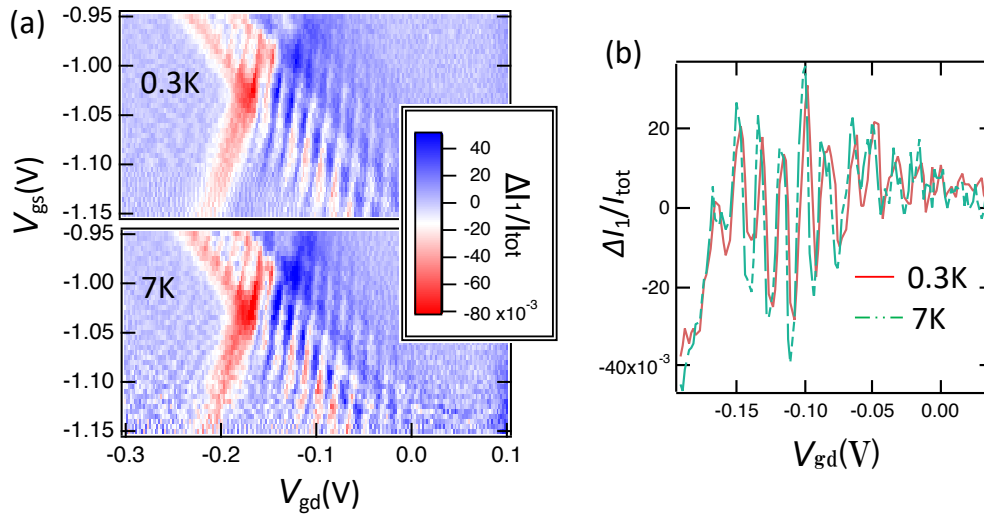 (a)
-0.95
-1.00
-1.05
-1.10
-1.15
0.3K
-0.95
-1.00
-1.05
-1.10
-1.15
7K
Vgs(V)
-0.3
-0.2
-0.1
0.0
0.1
Vgd(V)
40
20
0
-20
-40
-60
-80 x10-3
ΔI/Itot
(b)
20
0
-20
-40x10-3
ΔI1/Itot
0.3K
7K
-0.15
-0.10
-0.05
0.00
Vgd(V)